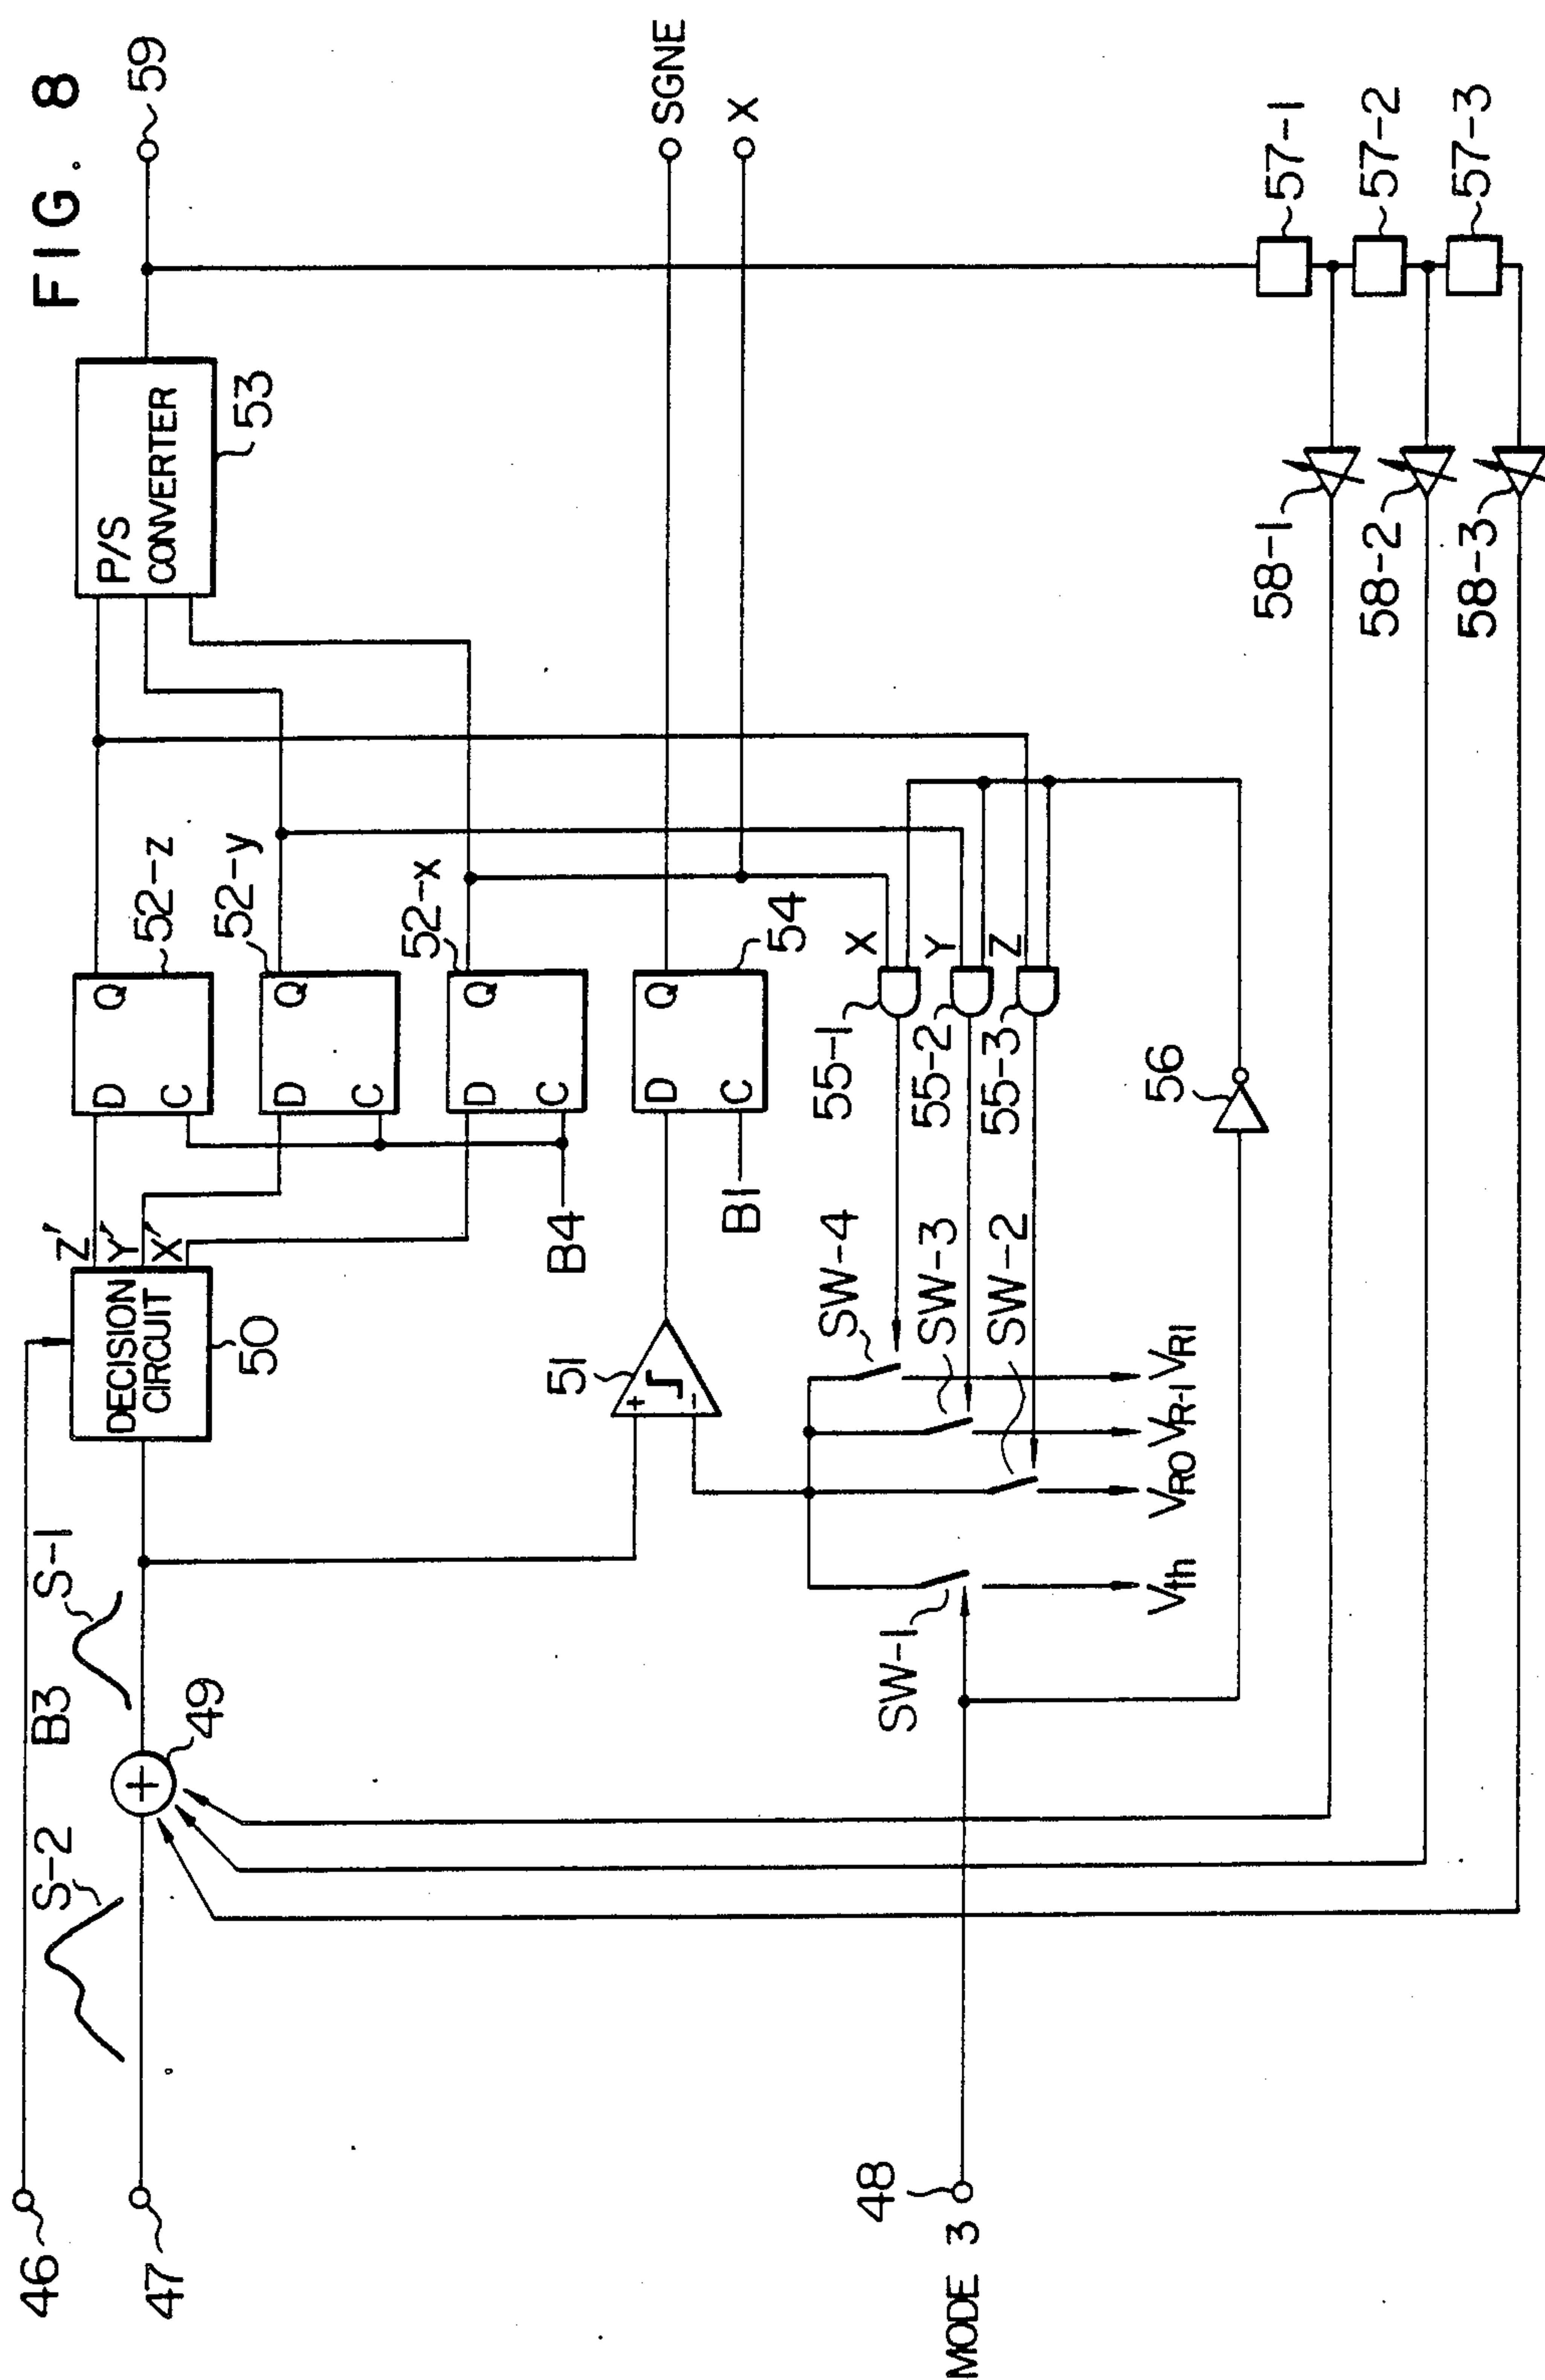 FIG. 8
46
47
S-2
B3
S-1
49
DECISION
CIRCUIT
50
Z'
Y'
X'
D
C
Q
52-z
D
C
Q
52-y
D
C
Q
52-x
B4
P/S
CONVERTER
53
59
51
+
-
D
C
Q
54
B1
SGNE
X
48
MODE 3
SW-1
SW-4
SW-3
SW-2
Vth
VR0
VR-1
VR1
X
Y
Z
55-1
55-2
55-3
56
57-1
57-2
57-3
58-1
58-2
58-3